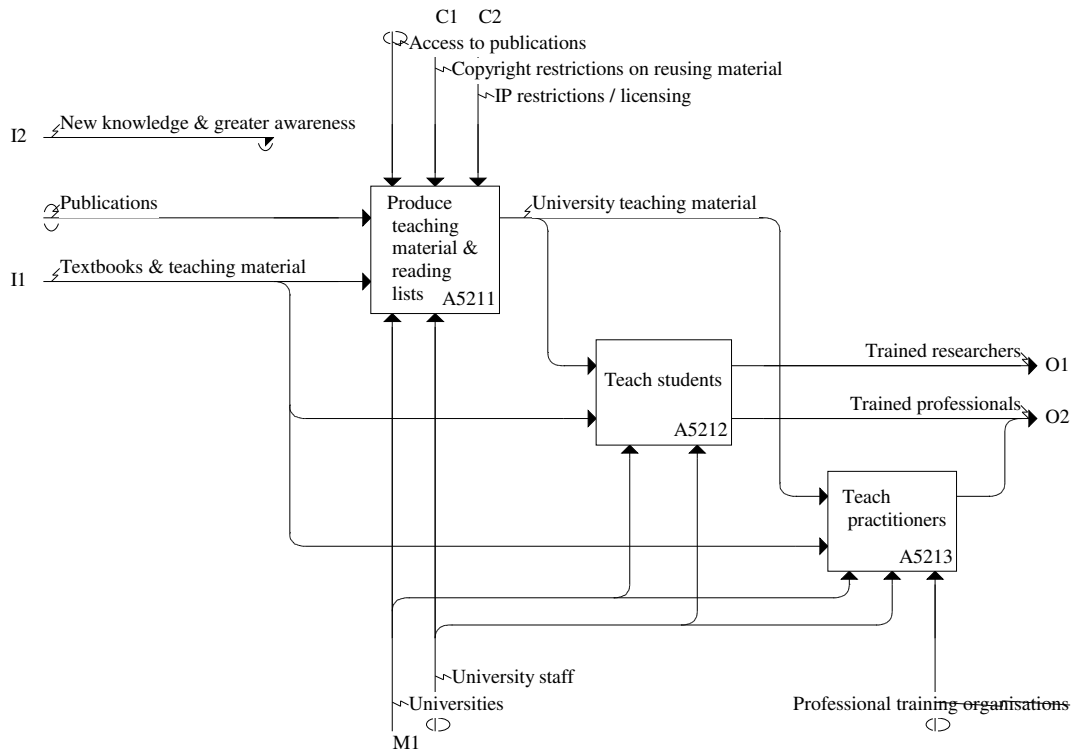 C1 C2
Access to publications
Copyright restrictions on reusing material
IP restrictions / licensing
I2 New knowledge & greater awareness
Publications
Produce
teaching
material &
reading
lists
A5211
University teaching material
I1 Textbooks & teaching material
Trained researchers O1
Teach students
A5212
Trained professionals O2
Teach
practitioners
A5213
University staff
Universities
Professional training organisations
M1